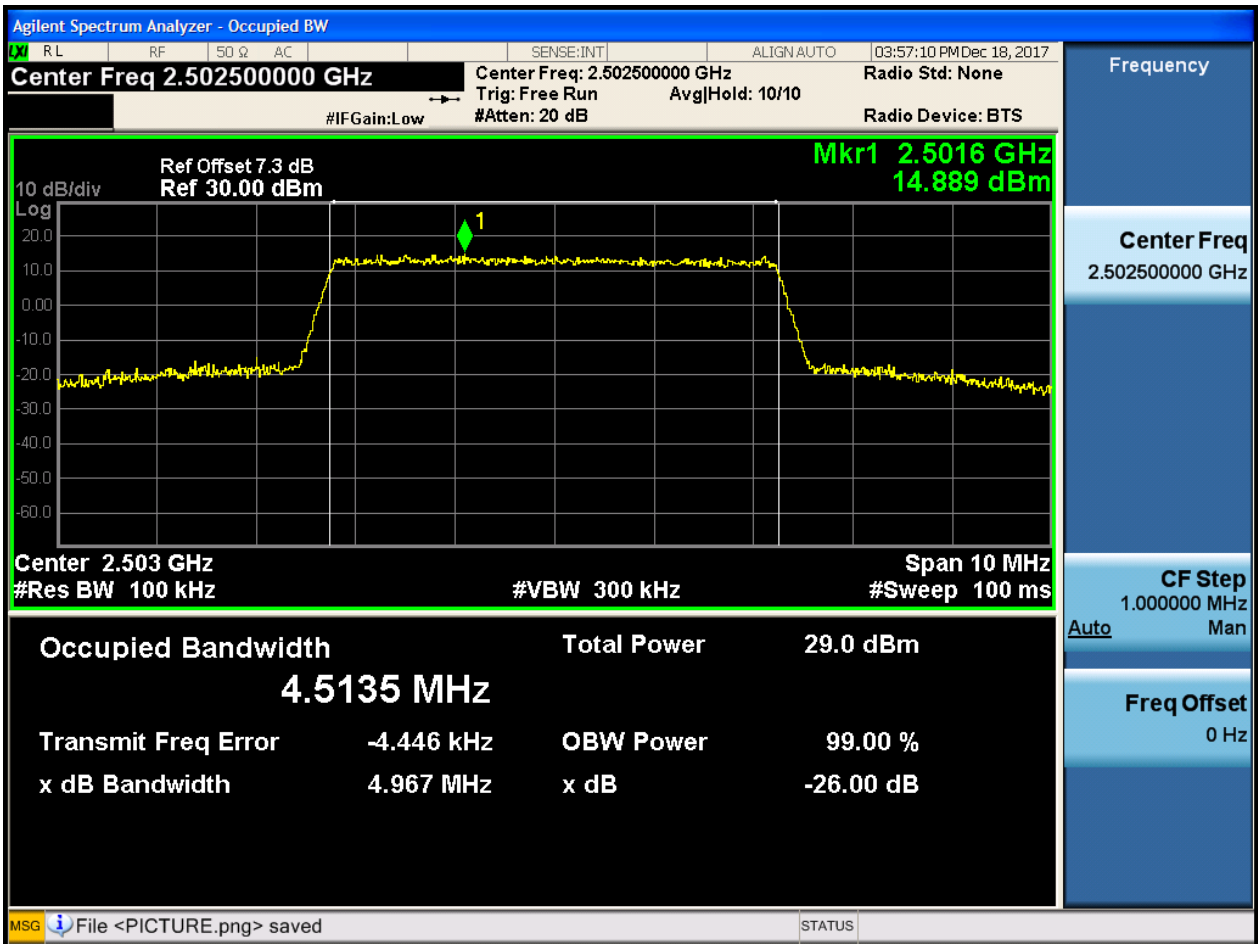 Agilent Spectrum Analyzer - Occupied BW
LXI RL RF 50 Ω AC SENSE:INT ALIGN AUTO 03:57:10 PM Dec 18, 2017
Center Freq 2.502500000 GHz
Center Freq: 2.502500000 GHz
Radio Std: None
Trig: Free Run Avg|Hold: 10/10
#IFGain:Low
#Atten: 20 dB
Radio Device: BTS
Mkr1 2.5016 GHz
14.889 dBm
Ref Offset 7.3 dB
10 dB/div Ref 30.00 dBm
Log
1
20.0
10.0
0.00
-10.0
-20.0
-30.0
-40.0
-50.0
-60.0
Center 2.503 GHz Span 10 MHz
#Res BW 100 kHz #VBW 300 kHz #Sweep 100 ms
Occupied Bandwidth Total Power 29.0 dBm
4.5135 MHz
Transmit Freq Error -4.446 kHz OBW Power 99.00 %
x dB Bandwidth 4.967 MHz x dB -26.00 dB
Frequency
Center Freq
2.502500000 GHz
CF Step
1.000000 MHz
Auto Man
Freq Offset
0 Hz
MSG File <PICTURE.png> saved STATUS